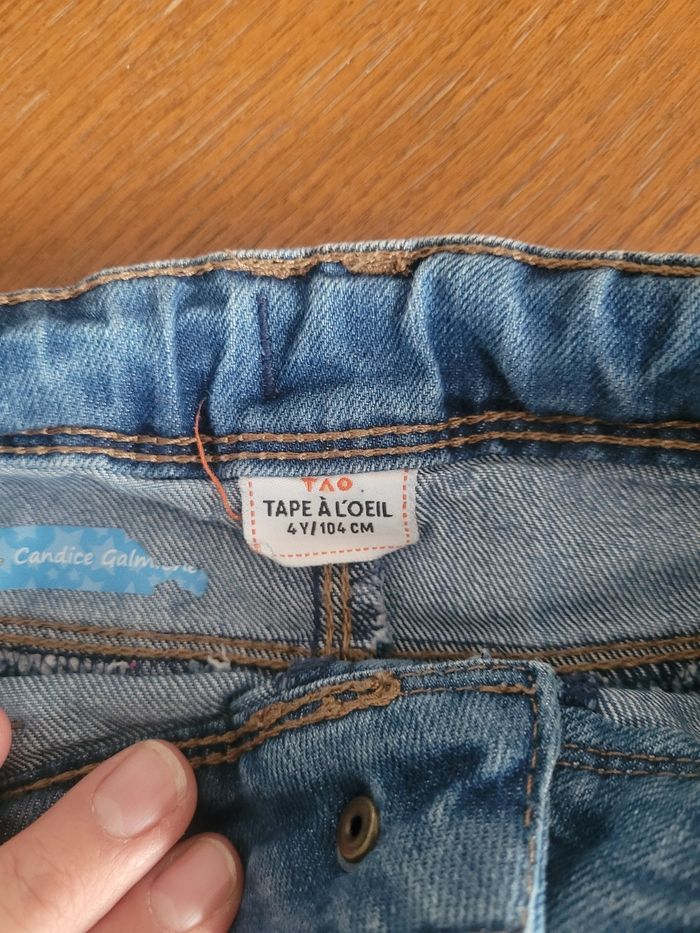 TAO
TAPE À L'OEIL
4Y/104 CM
Candice